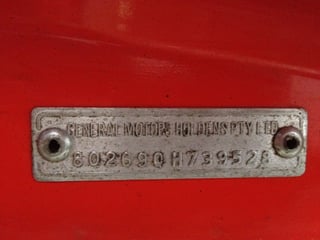 GENERAL MOTORS HOLDENS PTY LTD
80269QH739528